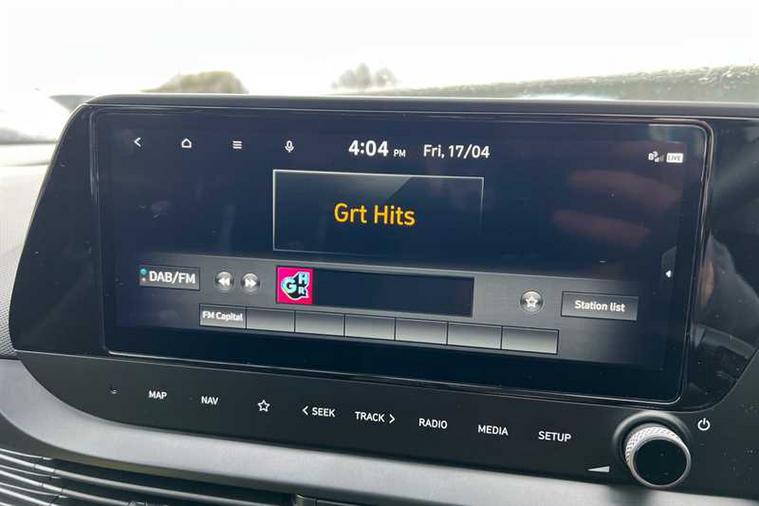 4:04 PM Fri, 17/04
LIVE
Grt Hits
DAB/FM
GHR
Station list
FM Capital
MAP NAV SEEK TRACK RADIO MEDIA SETUP